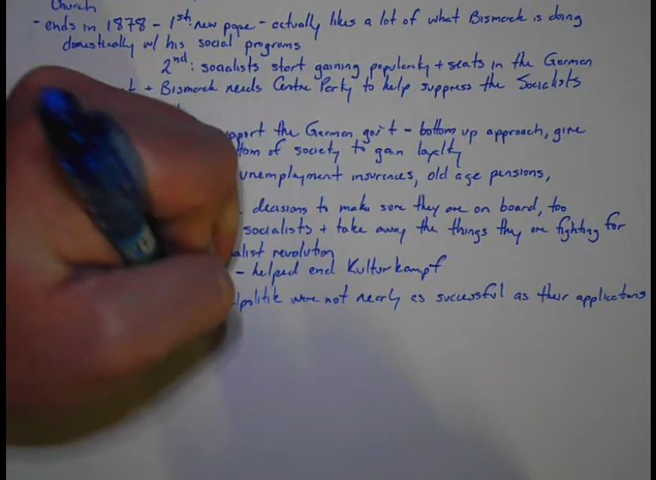 Church
- ends in 1878 - 1st: new pope - actually likes a lot of what Bismarck is doing
domestically w/ his social programs
2nd: socialists start gaining popularity + seats in the German
+ Bismarck needs Centre Party to help suppress the Socialists
support the German gov't - bottom up approach, give
bottom of society to gain loyalty
unemployment insurences, old age pensions,
decisions to make sure they are on board, too
socialists + take away the things they are fighting for
alist revolution
- helped end Kulturkampf
lpolitik were not nearly as successful as their applications